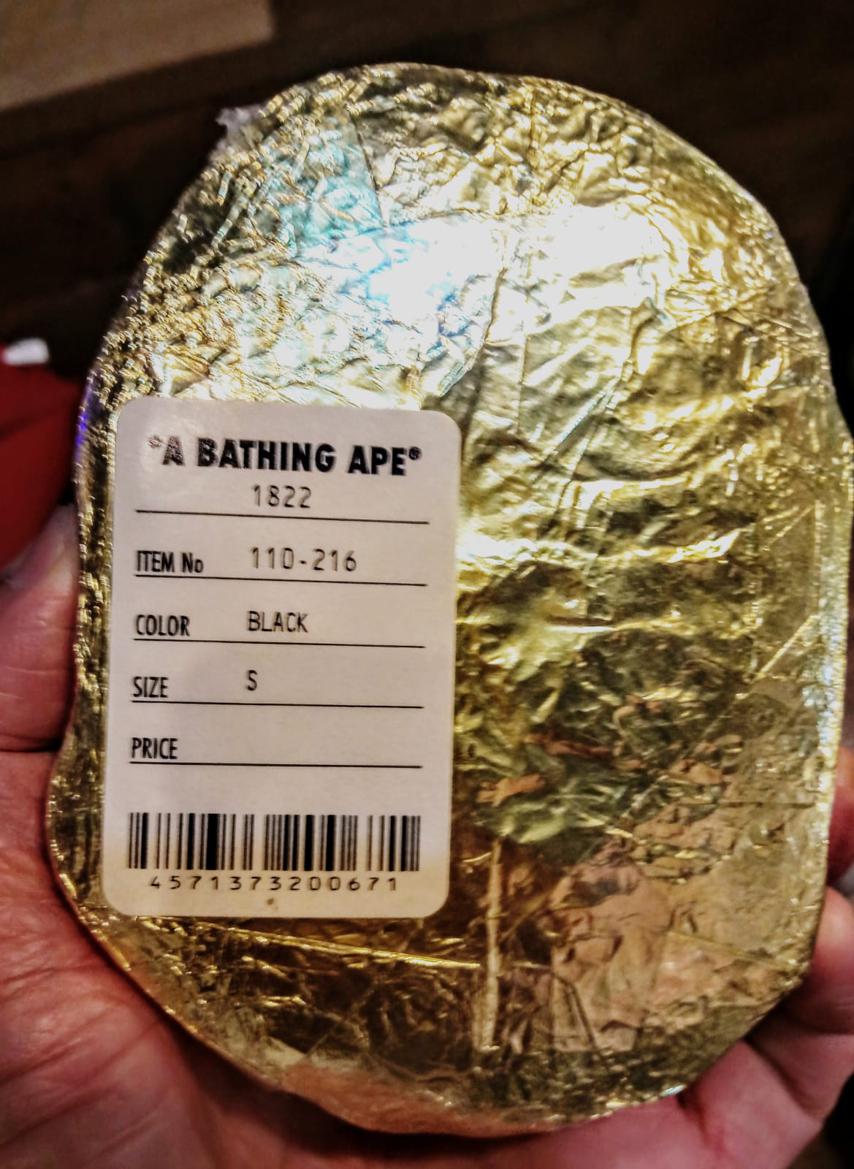 "A BATHING APE®
1822
ITEM No 110-216
COLOR BLACK
SIZE S
PRICE
4571373200671